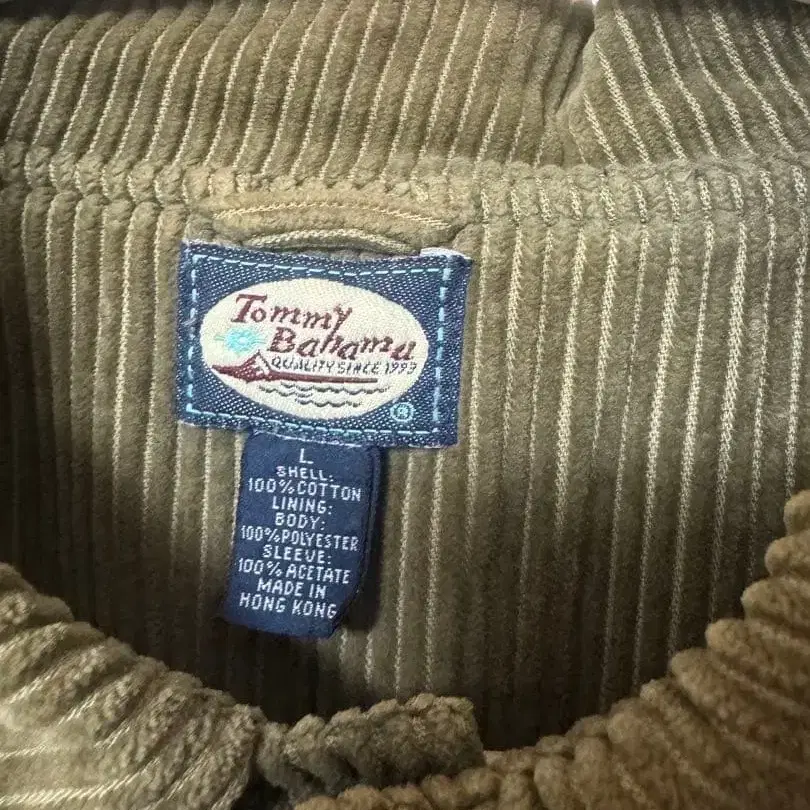 Tommy
Bahama
QUALITY SINCE 1993
®
L
SHELL:
100% COTTON
LINING:
BODY:
100% POLYESTER
SLEEVE:
100% ACETATE
MADE IN
HONG KONG